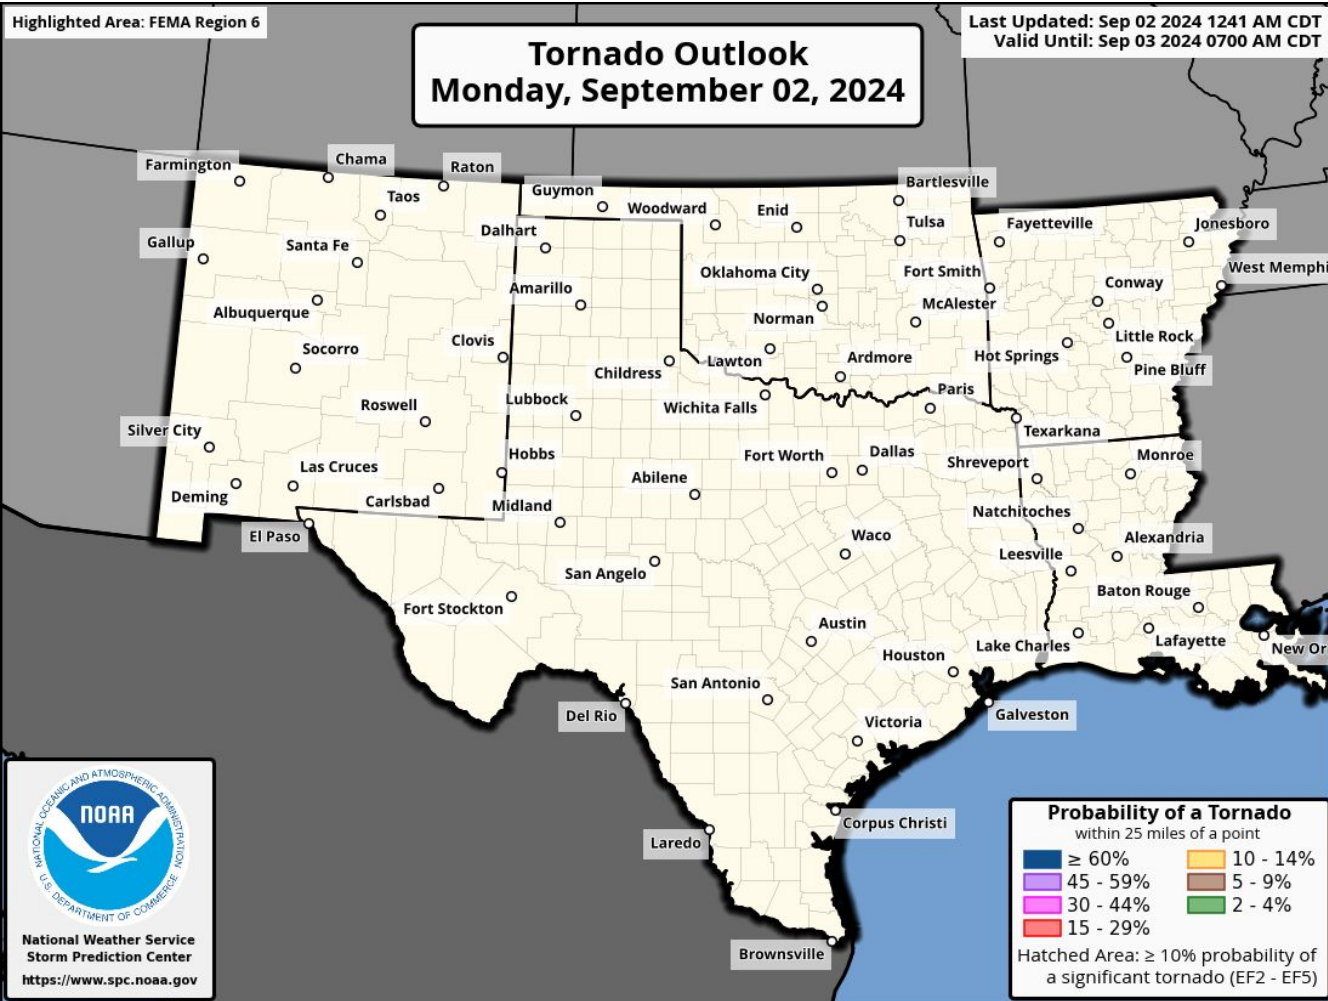 Highlighted Area: FEMA Region 6
Last Updated: Sep 02 2024 1241 AM CDT
Valid Until: Sep 03 2024 0700 AM CDT
Tornado Outlook
Monday, September 02, 2024
Farmington
Chama
Raton
Taos
Guymon
Woodward
Enid
Bartlesville
Tulsa
Fayetteville
Jonesboro
Gallup
Santa Fe
Dalhart
Oklahoma City
Fort Smith
West Memphi
Albuquerque
Amarillo
Norman
McAlester
Conway
Socorro
Clovis
Childress
Lawton
Ardmore
Hot Springs
Little Rock
Pine Bluff
Roswell
Lubbock
Wichita Falls
Paris
Texarkana
Silver City
Las Cruces
Hobbs
Abilene
Fort Worth
Dallas
Shreveport
Monroe
Deming
Carlsbad
Midland
Natchitoches
El Paso
San Angelo
Waco
Leesville
Alexandria
Fort Stockton
Baton Rouge
Austin
Houston
Lake Charles
Lafayette
New Or
San Antonio
Del Rio
Victoria
Galveston
Corpus Christi
Laredo
Brownsville
NATIONAL OCEANIC AND ATMOSPHERIC ADMINISTRATION
NOAA
U.S. DEPARTMENT OF COMMERCE
National Weather Service
Storm Prediction Center
https://www.spc.noaa.gov
Probability of a Tornado
within 25 miles of a point
≥ 60%
10 - 14%
45 - 59%
5 - 9%
30 - 44%
2 - 4%
15 - 29%
Hatched Area: ≥ 10% probability of
a significant tornado (EF2 - EF5)